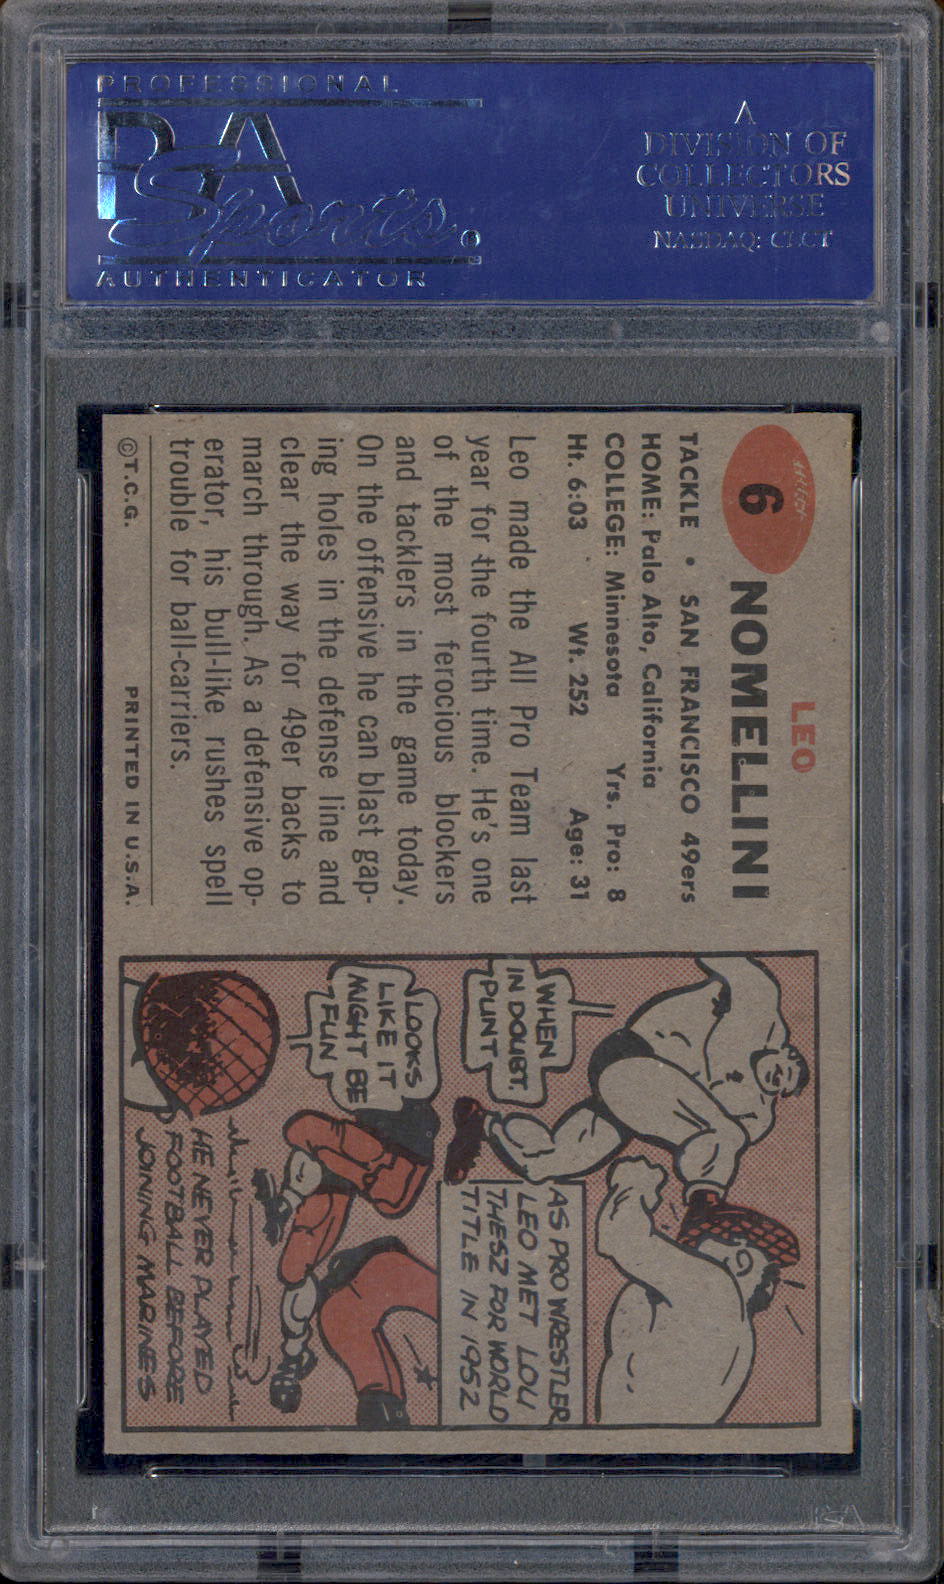 PROFESSIONAL
PSA
Sports
AUTHENTICATOR
A
DIVISION OF
COLLECTORS
UNIVERSE
NASDAQ: CLCT
6
LEO
NOMELLINI
TACKLE • SAN FRANCISCO 49ers
HOME: Palo Alto, California
COLLEGE: Minnesota Yrs. Pro: 8
Ht. 6:03 Wt. 252 Age: 31
Leo made the All Pro Team last
year for the fourth time. He's one
of the most ferocious blockers
and tacklers in the game today.
On the offensive he can blast gap-
ing holes in the defense line and
clear the way for 49er backs to
march through. As a defensive op-
erator, his bull-like rushes spell
trouble for ball-carriers.
©T.C.G. PRINTED IN U.S.A.
WHEN
IN DOUBT,
PUNT
AS PRO WRESTLER
LEO MET LOU
THESZ FOR WORLD
TITLE IN 1952
LOOKS
LIKE IT
MIGHT BE
FUN
HE NEVER PLAYED
FOOTBALL BEFORE
JOINING MARINES
PSA